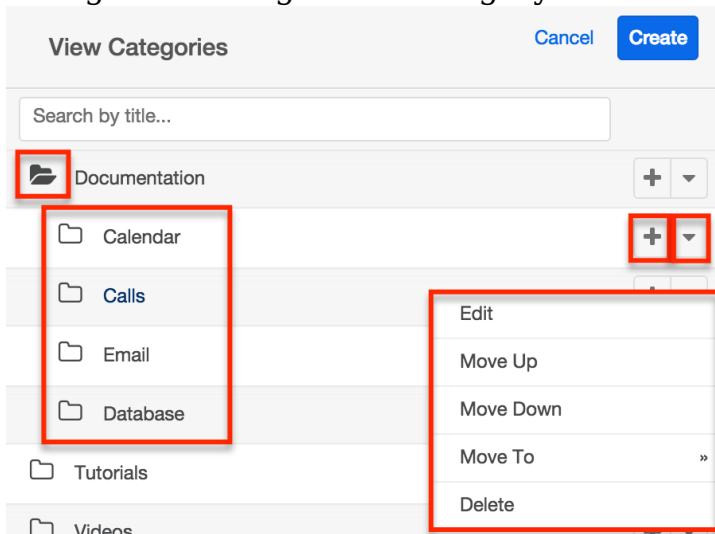 View Categories
Cancel
Create
Search by title...
Documentation
Calendar
Calls
Edit
Email
Move Up
Database
Move Down
Tutorials
Move To »
Delete
Videos